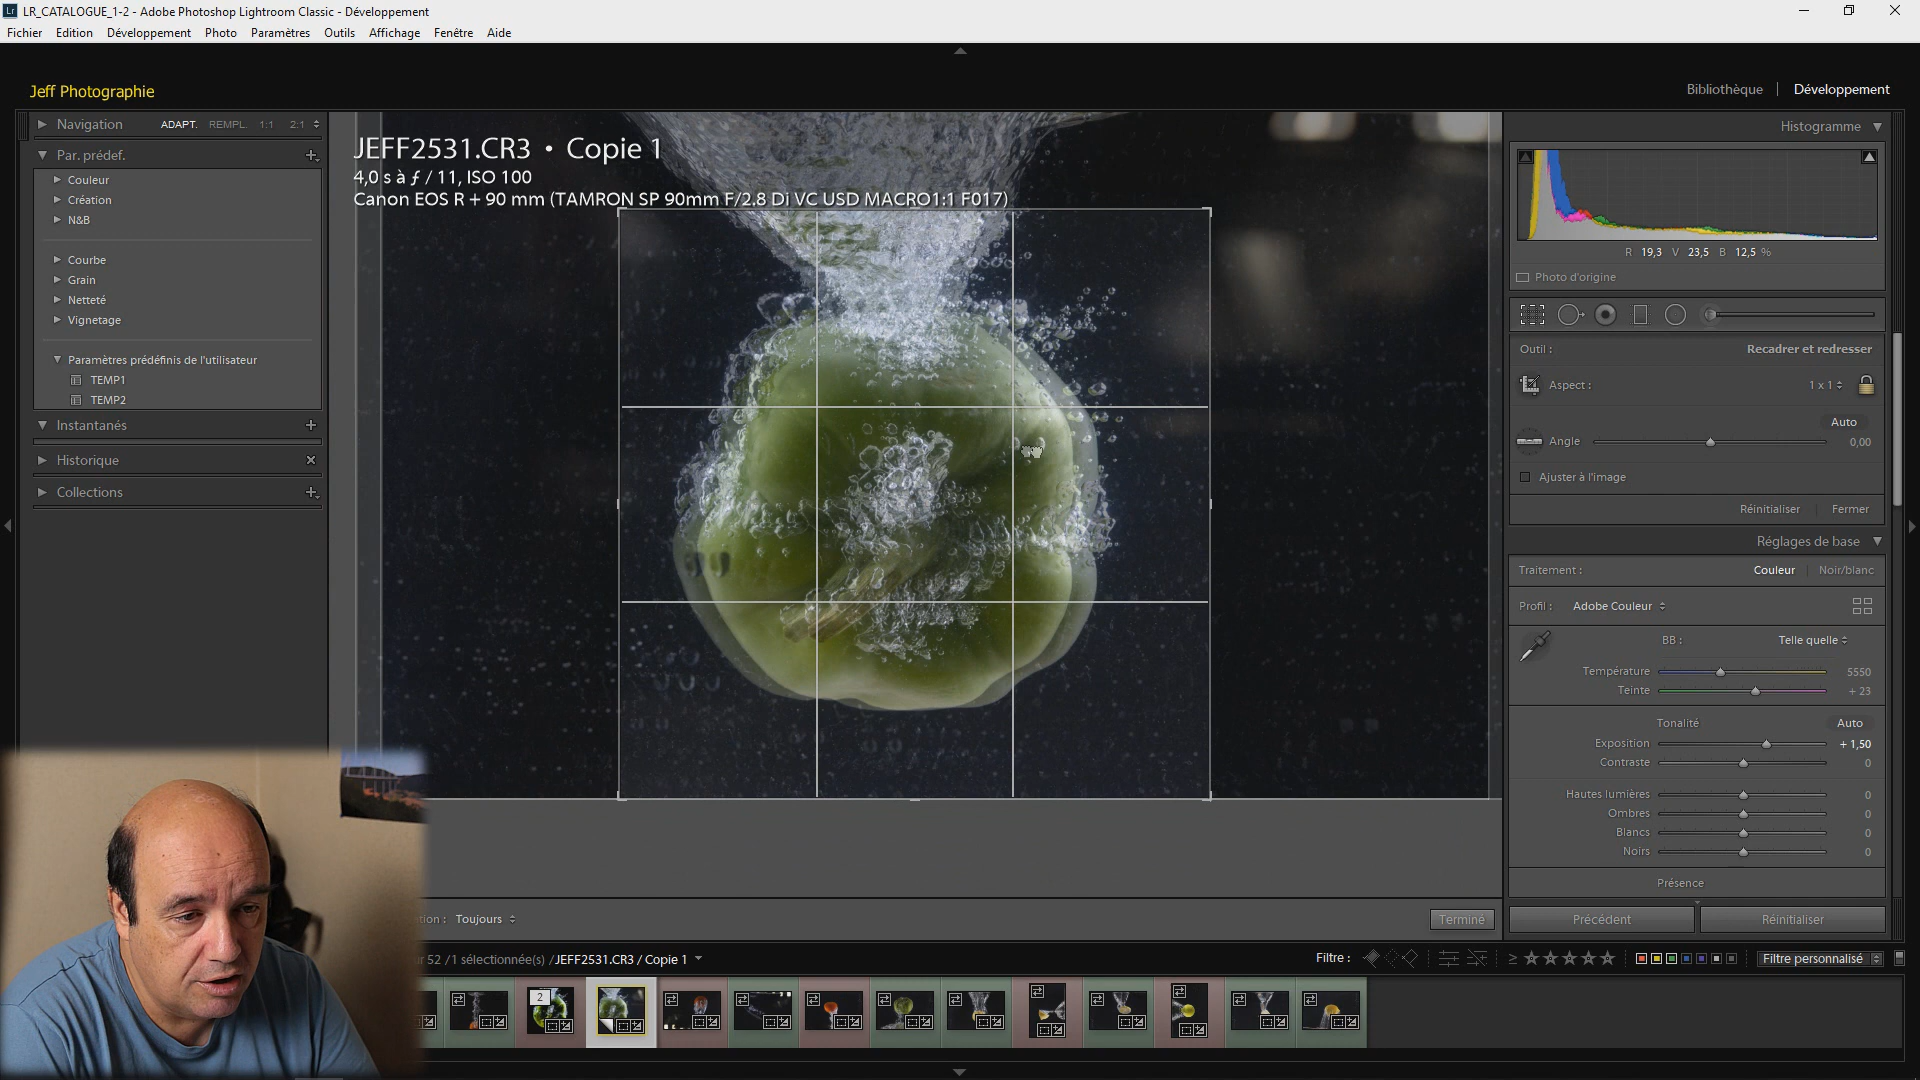 LR_CATALOGUE_1-2 - Adobe Photoshop Lightroom Classic - Développement
Fichier Edition Développement Photo Paramètres Outils Affichage Fenêtre Aide
Jeff Photographie
Bibliothèque | Développement
Navigation ADAPT. REMPL. 1:1 2:1
Par. prédef.
Couleur
Création
N&B
Courbe
Grain
Netteté
Vignetage
Paramètres prédéfinis de l'utilisateur
TEMP1
TEMP2
Instantanés
Historique
Collections
JEFF2531.CR3 • Copie 1
4,0 s à ƒ / 11, ISO 100
Canon EOS R + 90 mm (TAMRON SP 90mm F/2.8 Di VC USD MACRO1:1 F017)
Histogramme
R 19,3 V 23,5 B 12,5 %
Photo d'origine
Outil : Recadrer et redresser
Aspect : 1 x 1
Auto
Angle 0,00
Ajuster à l'image
Réinitialiser | Fermer
Réglages de base
Traitement : Couleur | Noir/blanc
Profil : Adobe Couleur
BB : Telle quelle
Température 5550
Teinte + 23
Tonalité Auto
Exposition + 1,50
Contraste 0
Hautes lumières 0
Ombres 0
Blancs 0
Noirs 0
Présence
Précédent Réinitialiser
Toujours
Terminé
52 /1 sélectionnée(s) /JEFF2531.CR3 / Copie 1
Filtre : ≥ Filtre personnalisé
2